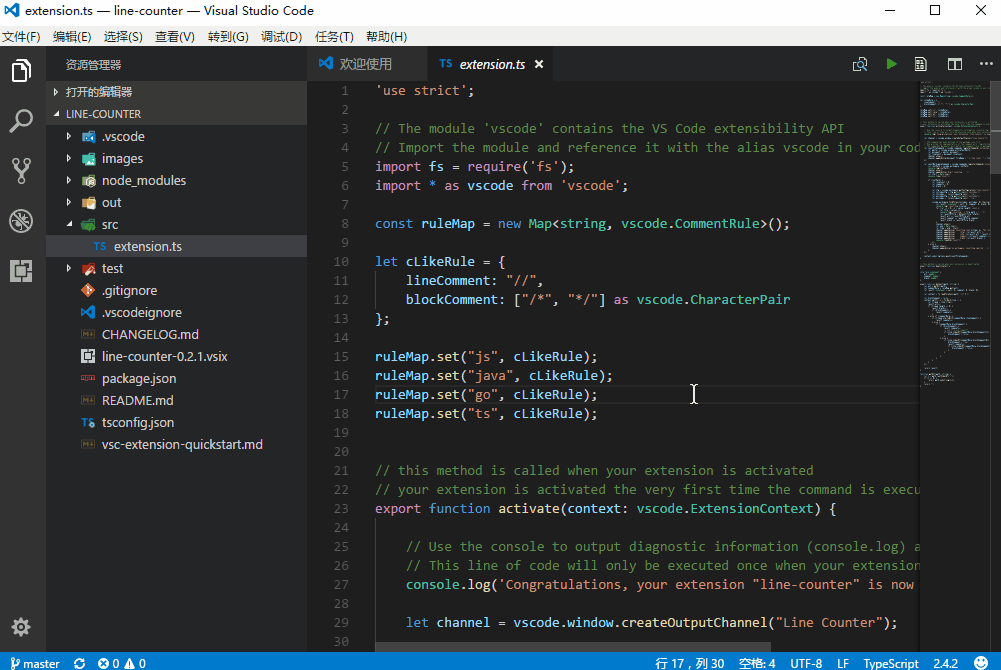 extension.ts — line-counter — Visual Studio Code
文件(F) 编辑(E) 选择(S) 查看(V) 转到(G) 调试(D) 任务(T) 帮助(H)
资源管理器
打开的编辑器
LINE-COUNTER
.vscode
images
node_modules
out
src
TS extension.ts
test
.gitignore
.vscodeignore
CHANGELOG.md
line-counter-0.2.1.vsix
package.json
README.md
tsconfig.json
vsc-extension-quickstart.md
欢迎使用
TS extension.ts
1 'use strict';
2
3 // The module 'vscode' contains the VS Code extensibility API
4 // Import the module and reference it with the alias vscode in your cod
5 import fs = require('fs');
6 import * as vscode from 'vscode';
7
8 const ruleMap = new Map<string, vscode.CommentRule>();
9
10 let cLikeRule = {
11 lineComment: "//",
12 blockComment: ["/*", "*/"] as vscode.CharacterPair
13 };
14
15 ruleMap.set("js", cLikeRule);
16 ruleMap.set("java", cLikeRule);
17 ruleMap.set("go", cLikeRule);
18 ruleMap.set("ts", cLikeRule);
19
20
21 // this method is called when your extension is activated
22 // your extension is activated the very first time the command is execu
23 export function activate(context: vscode.ExtensionContext) {
24
25 // Use the console to output diagnostic information (console.log) a
26 // This line of code will only be executed once when your extension
27 console.log('Congratulations, your extension "line-counter" is now
28
29 let channel = vscode.window.createOutputChannel("Line Counter");
30
master 0 0 行 17，列 30 空格: 4 UTF-8 LF TypeScript 2.4.2